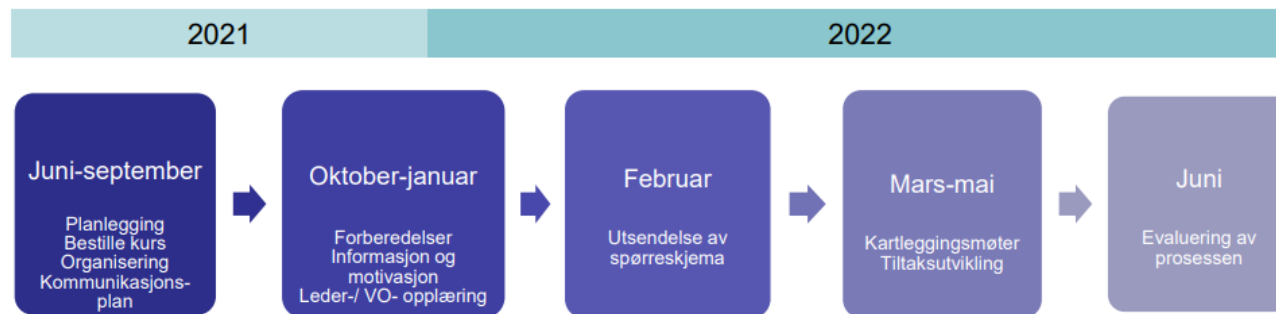 2021
2022
Juni-september
Planlegging
Bestille kurs
Organisering
Kommunikasjons-
plan
Oktober-januar
Forberedelser
Informasjon og
motivasjon
Leder-/ VO- opplæring
Februar
Utsendelse av
spørreskjema
Mars-mai
Kartleggingsmøter
Tiltaksutvikling
Juni
Evaluering av
prosessen